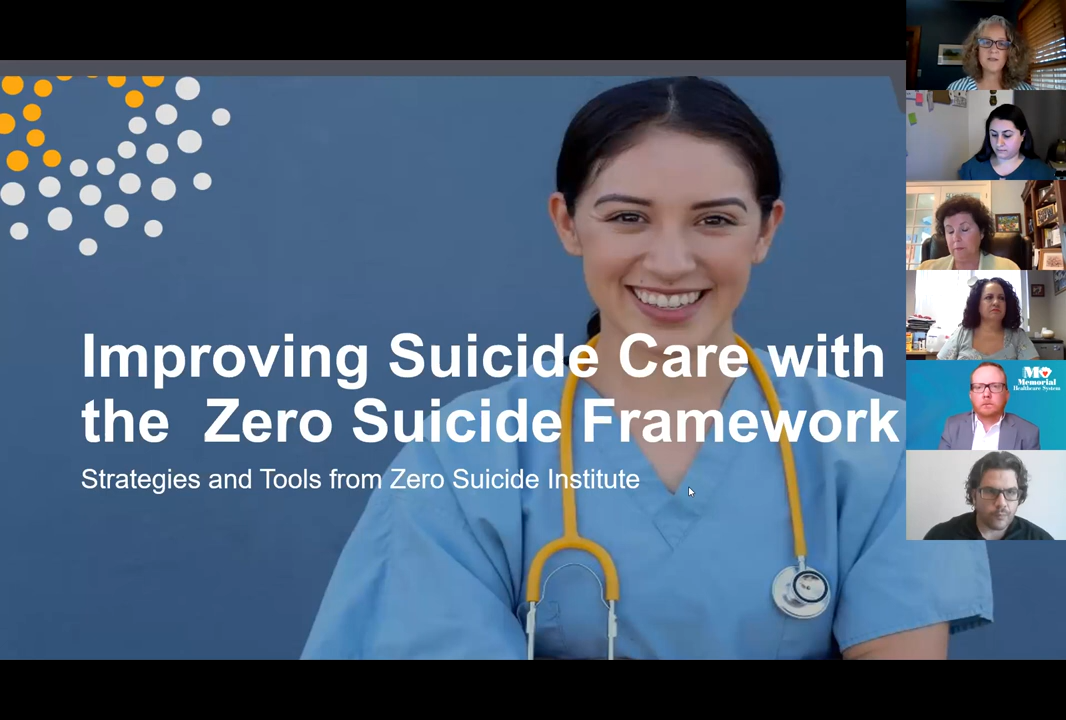 Improving Suicide Care with
the Zero Suicide Framework
Strategies and Tools from Zero Suicide Institute
M
Memorial
Healthcare System